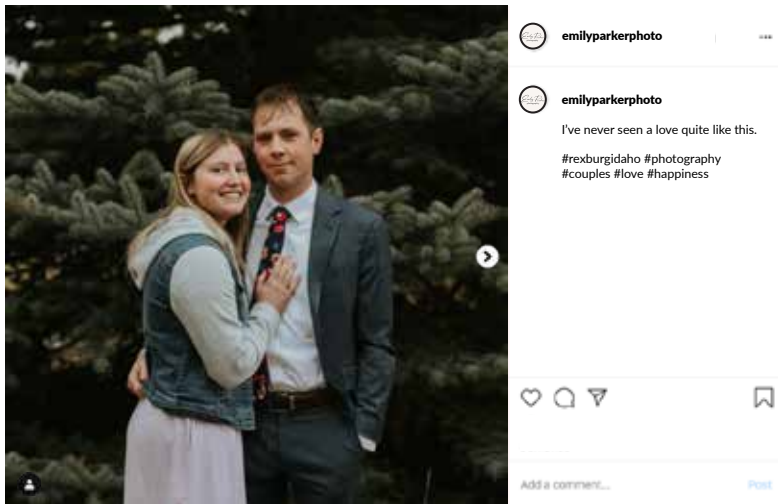 emilyparkerphoto
emilyparkerphoto
I've never seen a love quite like this.
#rexburgidaho #photography
#couples #love #happiness
Add a comment...
Post